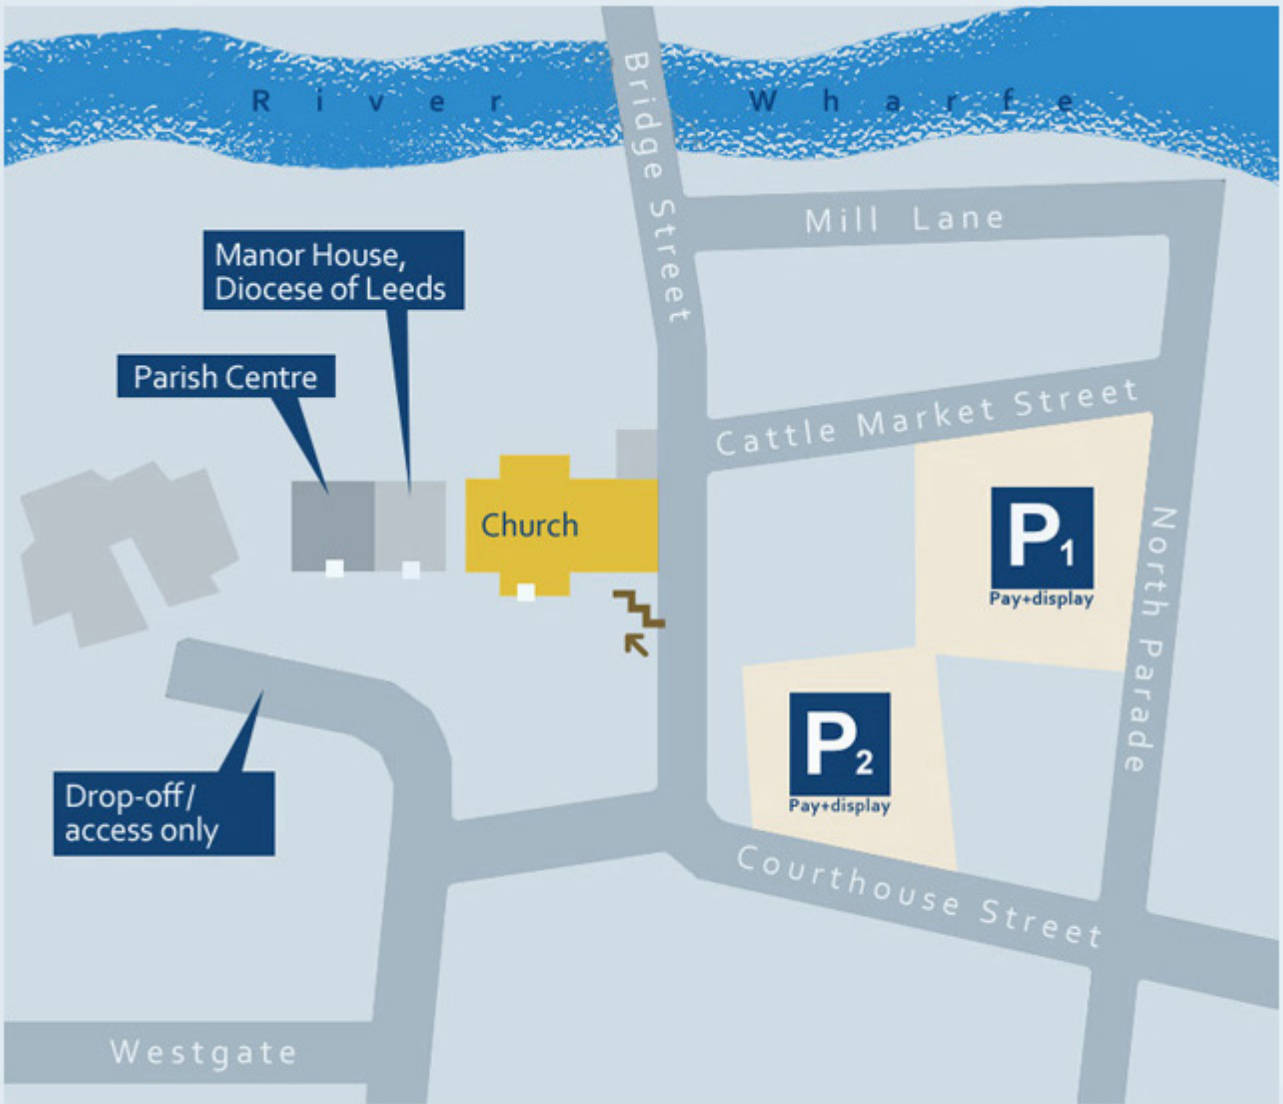 River Wharfe
Bridge Street
Mill Lane
Manor House,
Diocese of Leeds
Parish Centre
Cattle Market Street
Church
P1
Pay+display
North Parade
P2
Pay+display
Drop-off/
access only
Courthouse Street
Westgate